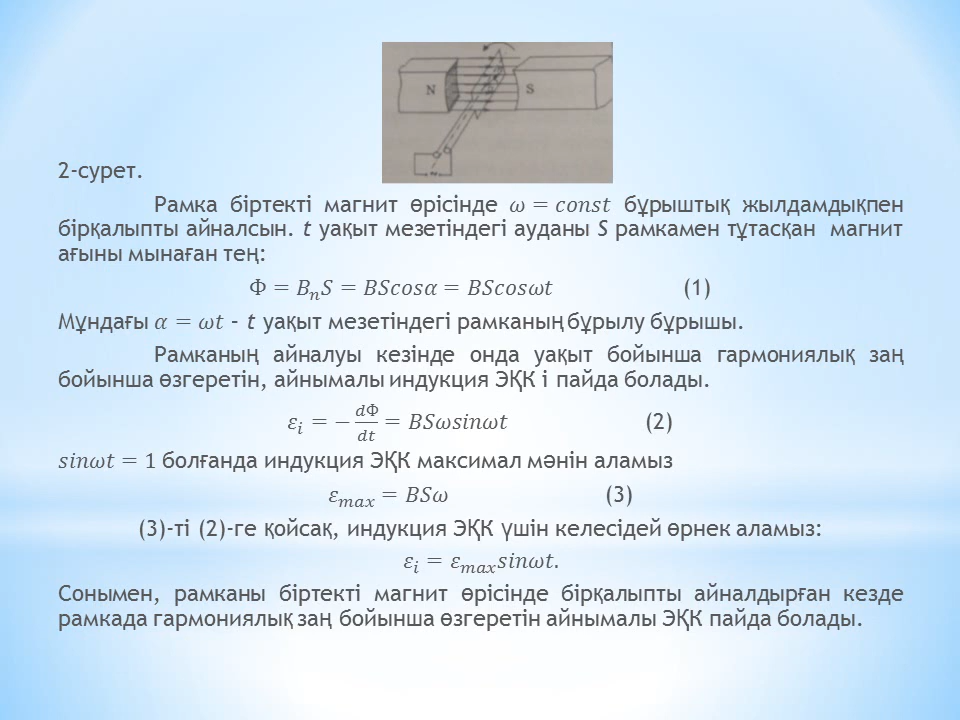 N S
~
2-сурет.
Рамка біртекті магнит өрісінде ω = const бұрыштық жылдамдықпен
бірқалыпты айналсын. t уақыт мезетіндегі ауданы S рамкамен тұтасқан магнит
ағыны мынаған тең:
Φ = BₙS = BScosα = BScosωt (1)
Мұндағы α = ωt – t уақыт мезетіндегі рамканың бұрылу бұрышы.
Рамканың айналуы кезінде онда уақыт бойынша гармониялық заң
бойынша өзгеретін, айнымалы индукция ЭҚК і пайда болады.
εᵢ = −dΦ/dt = BSωsinωt (2)
sinωt = 1 болғанда индукция ЭҚК максимал мәнін аламыз
ε_max = BSω (3)
(3)-ті (2)-ге қойсақ, индукция ЭҚК үшін келесідей өрнек аламыз:
εᵢ = ε_max sinωt.
Сонымен, рамканы біртекті магнит өрісінде бірқалыпты айналдырған кезде
рамкада гармониялық заң бойынша өзгеретін айнымалы ЭҚК пайда болады.